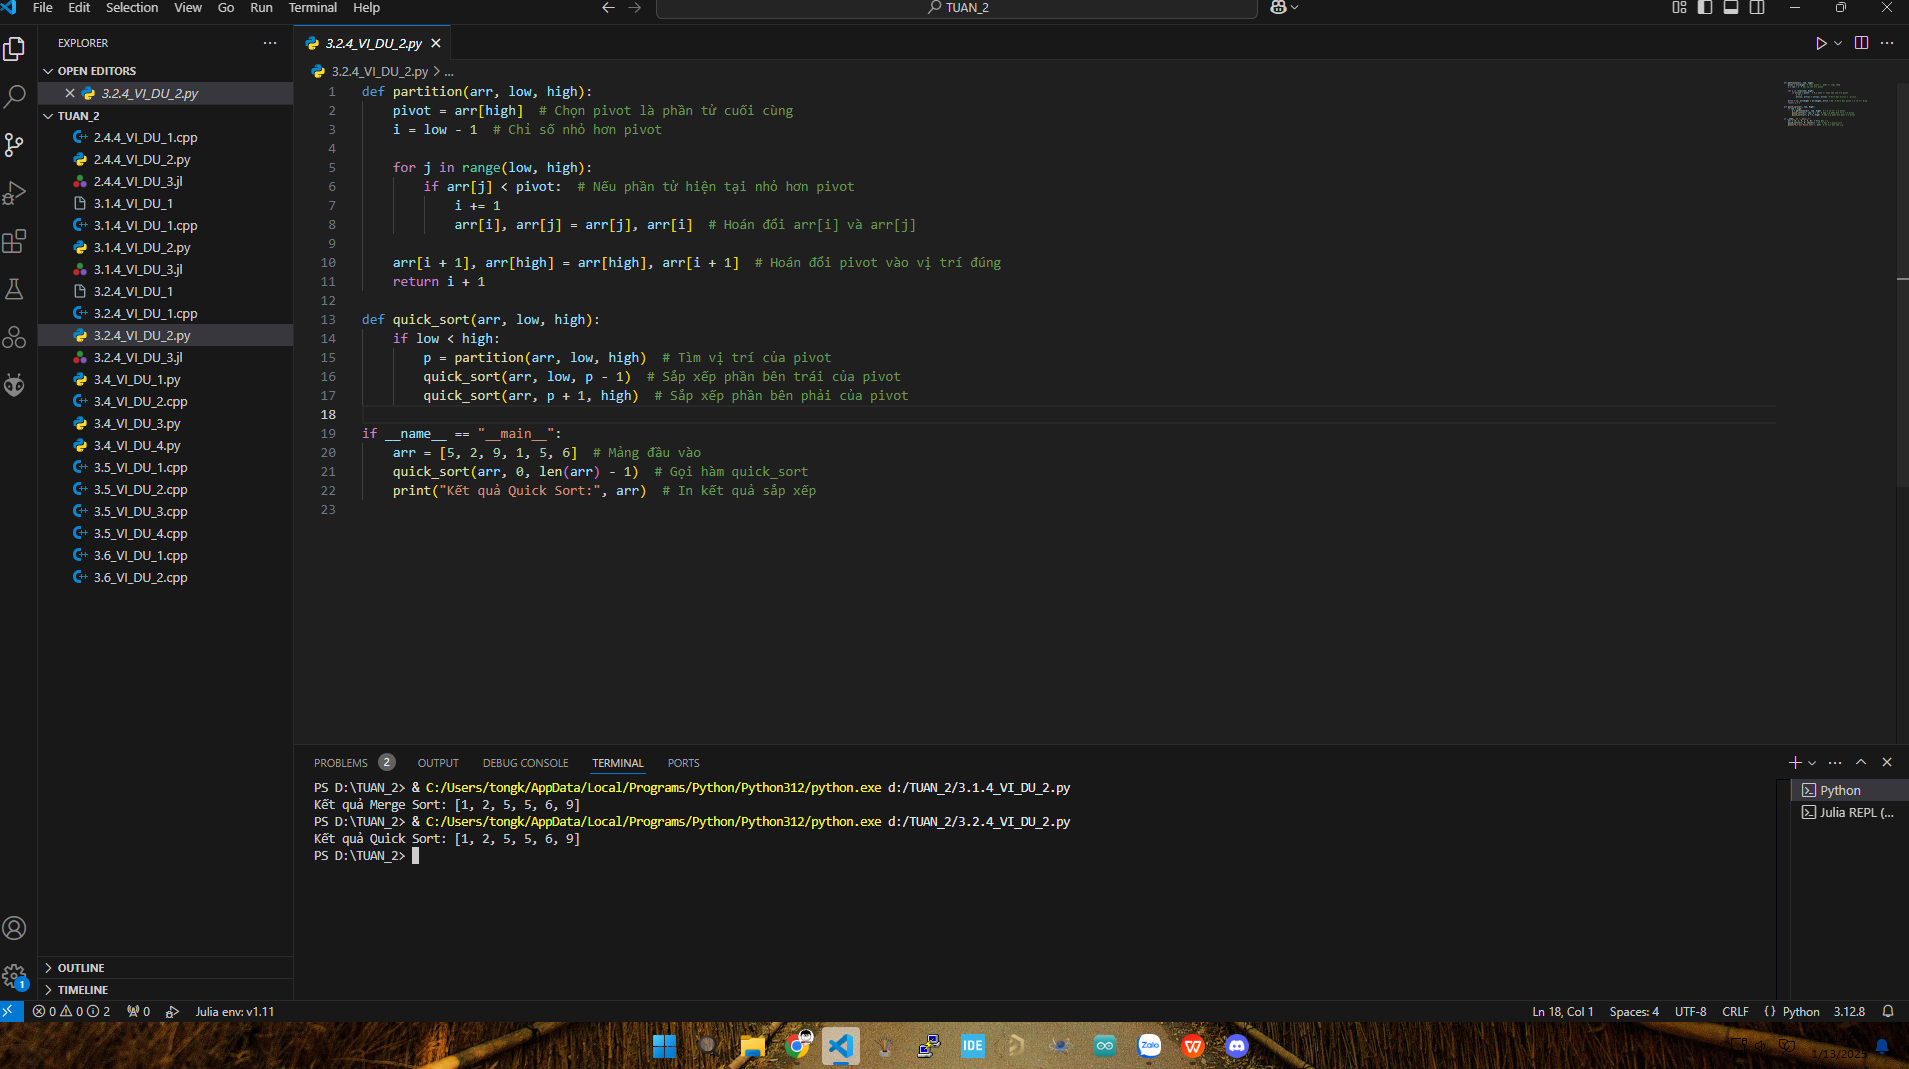 File Edit Selection View Go Run Terminal Help
TUAN_2
EXPLORER
OPEN EDITORS
3.2.4_VI_DU_2.py
TUAN_2
2.4.4_VI_DU_1.cpp
2.4.4_VI_DU_2.py
2.4.4_VI_DU_3.jl
3.1.4_VI_DU_1
3.1.4_VI_DU_1.cpp
3.1.4_VI_DU_2.py
3.1.4_VI_DU_3.jl
3.2.4_VI_DU_1
3.2.4_VI_DU_1.cpp
3.2.4_VI_DU_2.py
3.2.4_VI_DU_3.jl
3.4_VI_DU_1.py
3.4_VI_DU_2.cpp
3.4_VI_DU_3.py
3.4_VI_DU_4.py
3.5_VI_DU_1.cpp
3.5_VI_DU_2.cpp
3.5_VI_DU_3.cpp
3.5_VI_DU_4.cpp
3.6_VI_DU_1.cpp
3.6_VI_DU_2.cpp
OUTLINE
TIMELINE
3.2.4_VI_DU_2.py
3.2.4_VI_DU_2.py > ...
1 def partition(arr, low, high):
2 pivot = arr[high]  # Chọn pivot là phần tử cuối cùng
3 i = low - 1  # Chỉ số nhỏ hơn pivot
4
5 for j in range(low, high):
6 if arr[j] < pivot:  # Nếu phần tử hiện tại nhỏ hơn pivot
7 i += 1
8 arr[i], arr[j] = arr[j], arr[i]  # Hoán đổi arr[i] và arr[j]
9
10 arr[i + 1], arr[high] = arr[high], arr[i + 1]  # Hoán đổi pivot vào vị trí đúng
11 return i + 1
12
13 def quick_sort(arr, low, high):
14 if low < high:
15 p = partition(arr, low, high)  # Tìm vị trí của pivot
16 quick_sort(arr, low, p - 1)  # Sắp xếp phần bên trái của pivot
17 quick_sort(arr, p + 1, high)  # Sắp xếp phần bên phải của pivot
18
19 if __name__ == "__main__":
20 arr = [5, 2, 9, 1, 5, 6]  # Mảng đầu vào
21 quick_sort(arr, 0, len(arr) - 1)  # Gọi hàm quick_sort
22 print("Kết quả Quick Sort:", arr)  # In kết quả sắp xếp
23
PROBLEMS 2 OUTPUT DEBUG CONSOLE TERMINAL PORTS
PS D:\TUAN_2> & C:/Users/tongk/AppData/Local/Programs/Python/Python312/python.exe d:/TUAN_2/3.1.4_VI_DU_2.py
Kết quả Merge Sort: [1, 2, 5, 5, 6, 9]
PS D:\TUAN_2> & C:/Users/tongk/AppData/Local/Programs/Python/Python312/python.exe d:/TUAN_2/3.2.4_VI_DU_2.py
Kết quả Quick Sort: [1, 2, 5, 5, 6, 9]
PS D:\TUAN_2>
Python
Julia REPL (...
1
0 0 2 0 Julia env: v1.11
Ln 18, Col 1 Spaces: 4 UTF-8 CRLF { } Python 3.12.8
IDE
Zalo